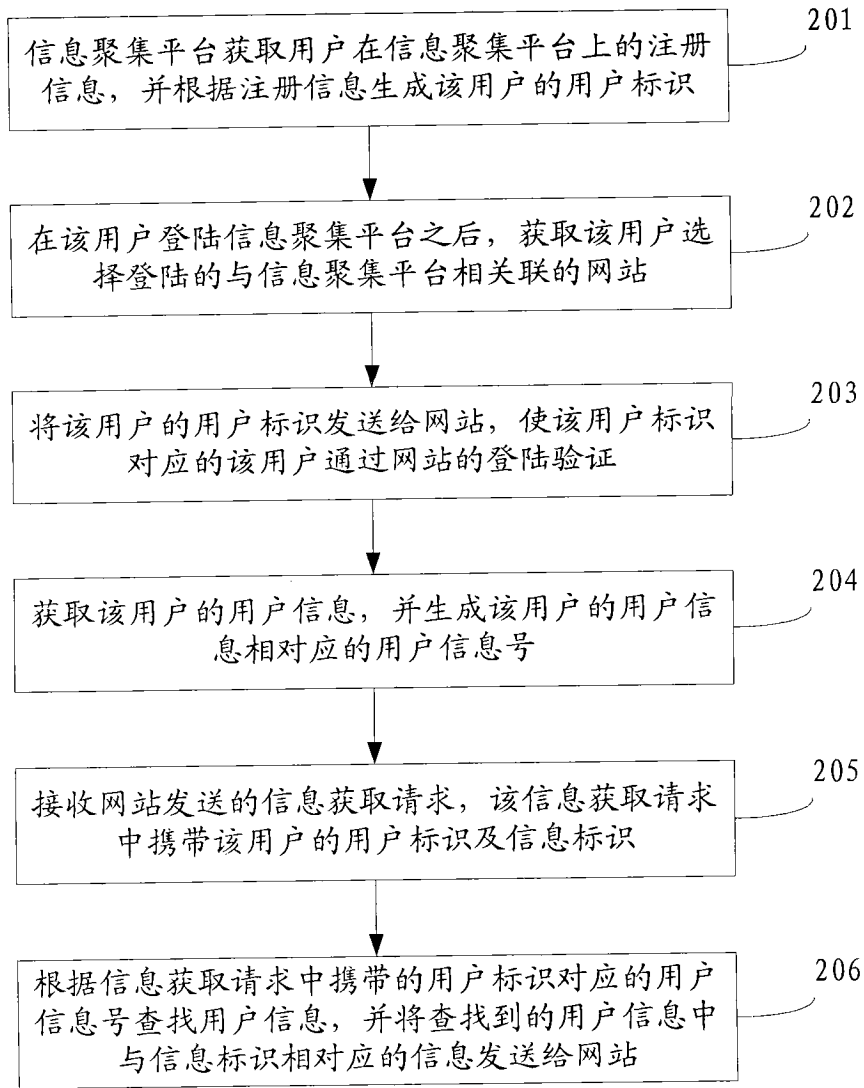 信息聚集平台获取用户在信息聚集平台上的注册
信息，并根据注册信息生成该用户的用户标识
201
在该用户登陆信息聚集平台之后，获取该用户选
择登陆的与信息聚集平台相关联的网站
202
将该用户的用户标识发送给网站，使该用户标识
对应的该用户通过网站的登陆验证
203
获取该用户的用户信息，并生成该用户的用户信
息相对应的用户信息号
204
接收网站发送的信息获取请求，该信息获取请求
中携带该用户的用户标识及信息标识
205
根据信息获取请求中携带的用户标识对应的用户
信息号查找用户信息，并将查找到的用户信息中
与信息标识相对应的信息发送给网站
206